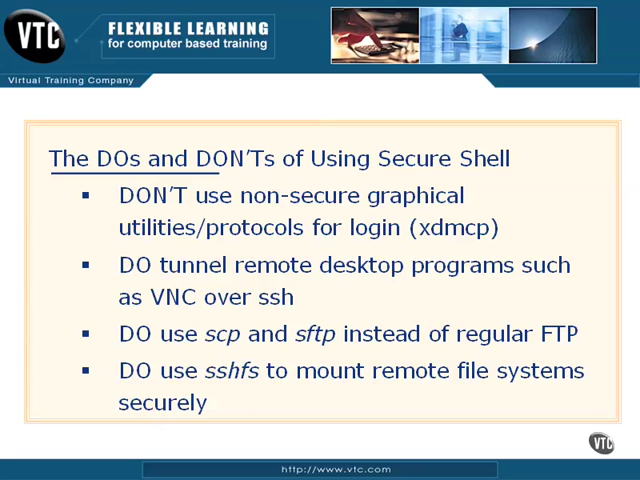 VTC
FLEXIBLE LEARNING
for computer based training
Virtual Training Company
The DOs and DON'Ts of Using Secure Shell
▪ DON'T use non-secure graphical
utilities/protocols for login (xdmcp)
▪ DO tunnel remote desktop programs such
as VNC over ssh
▪ DO use scp and sftp instead of regular FTP
▪ DO use sshfs to mount remote file systems
securely
VTC
http://www.vtc.com